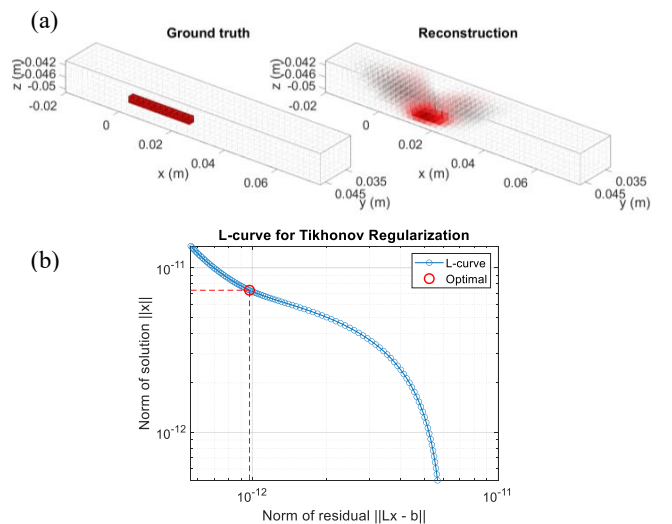 (a)
Ground truth
Reconstruction
z (m)
-0.042
-0.046
-0.05
-0.02
0
0.02
0.04
0.06
x (m)
0.035
0.045
y (m)
z (m)
-0.042
-0.046
-0.05
-0.02
0
0.02
0.04
0.06
x (m)
0.035
0.045
y (m)
(b)
L-curve for Tikhonov Regularization
L-curve
Optimal
Norm of solution ||x||
10-11
10-12
10-12
10-11
Norm of residual ||Lx - b||